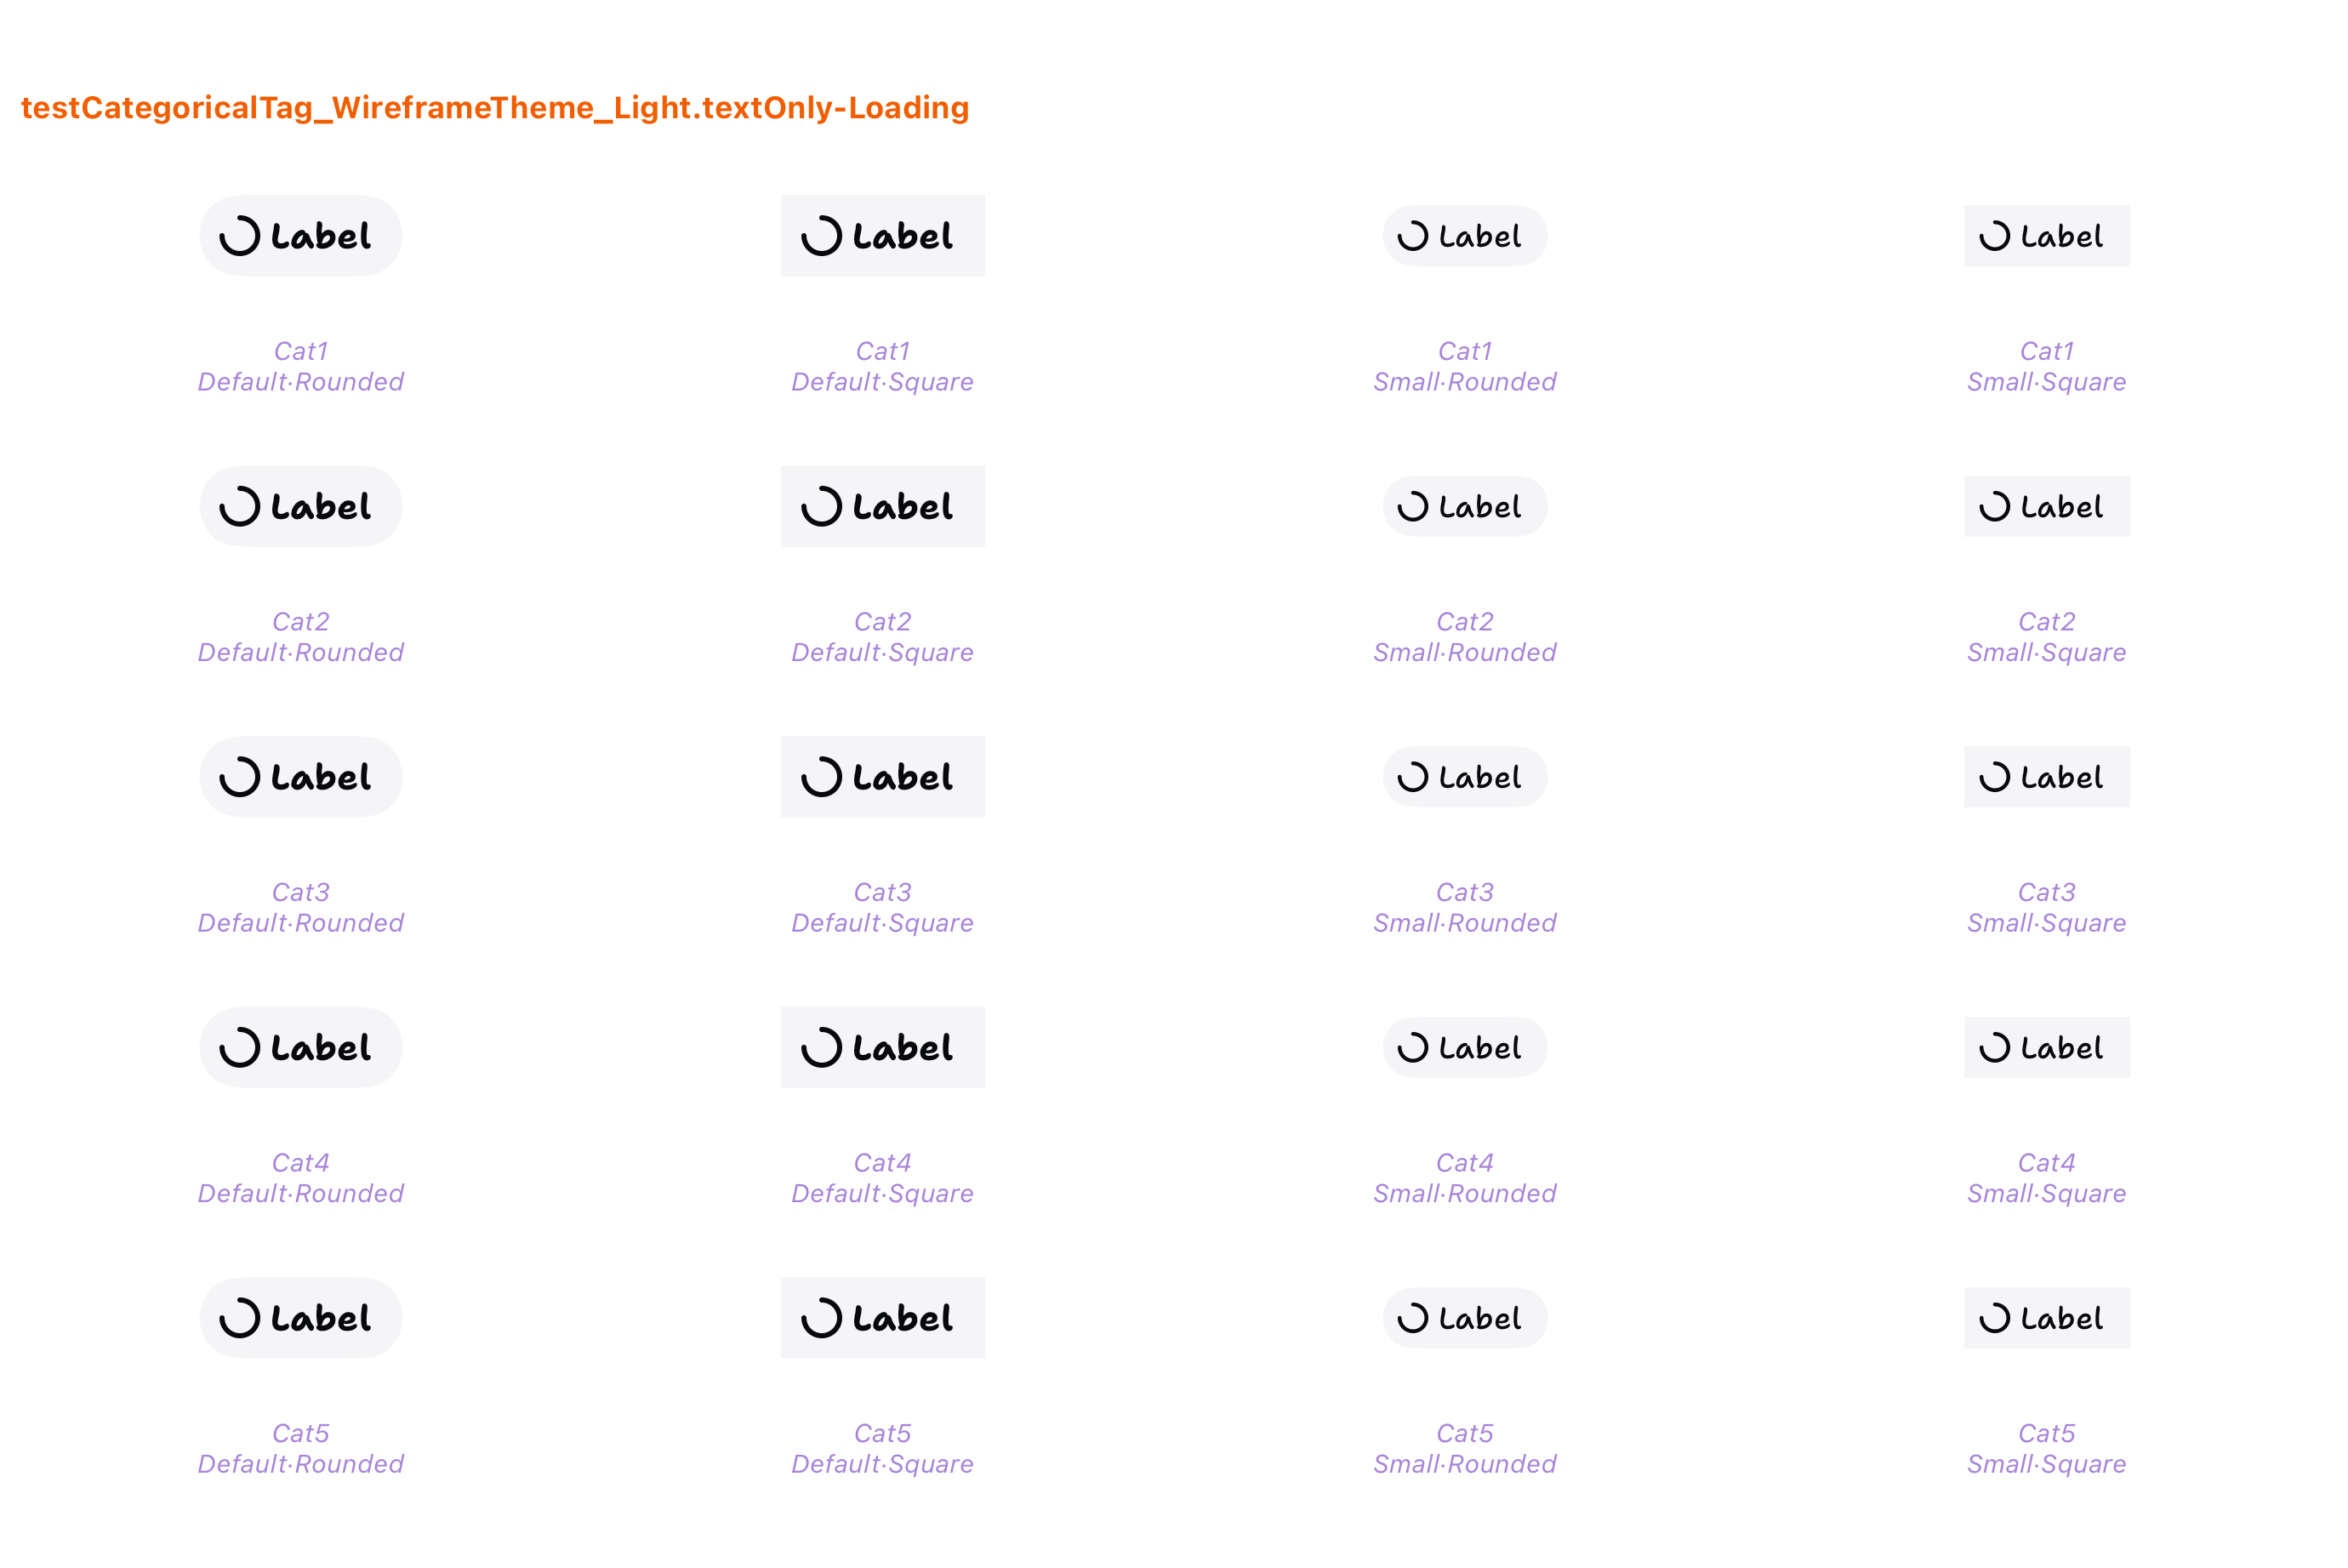 testCategoricalTag_WireframeTheme_Light.textOnly-Loading
Label Label Label Label
Cat1 Cat1 Cat1 Cat1
Default·Rounded Default·Square Small·Rounded Small·Square
Label Label Label Label
Cat2 Cat2 Cat2 Cat2
Default·Rounded Default·Square Small·Rounded Small·Square
Label Label Label Label
Cat3 Cat3 Cat3 Cat3
Default·Rounded Default·Square Small·Rounded Small·Square
Label Label Label Label
Cat4 Cat4 Cat4 Cat4
Default·Rounded Default·Square Small·Rounded Small·Square
Label Label Label Label
Cat5 Cat5 Cat5 Cat5
Default·Rounded Default·Square Small·Rounded Small·Square